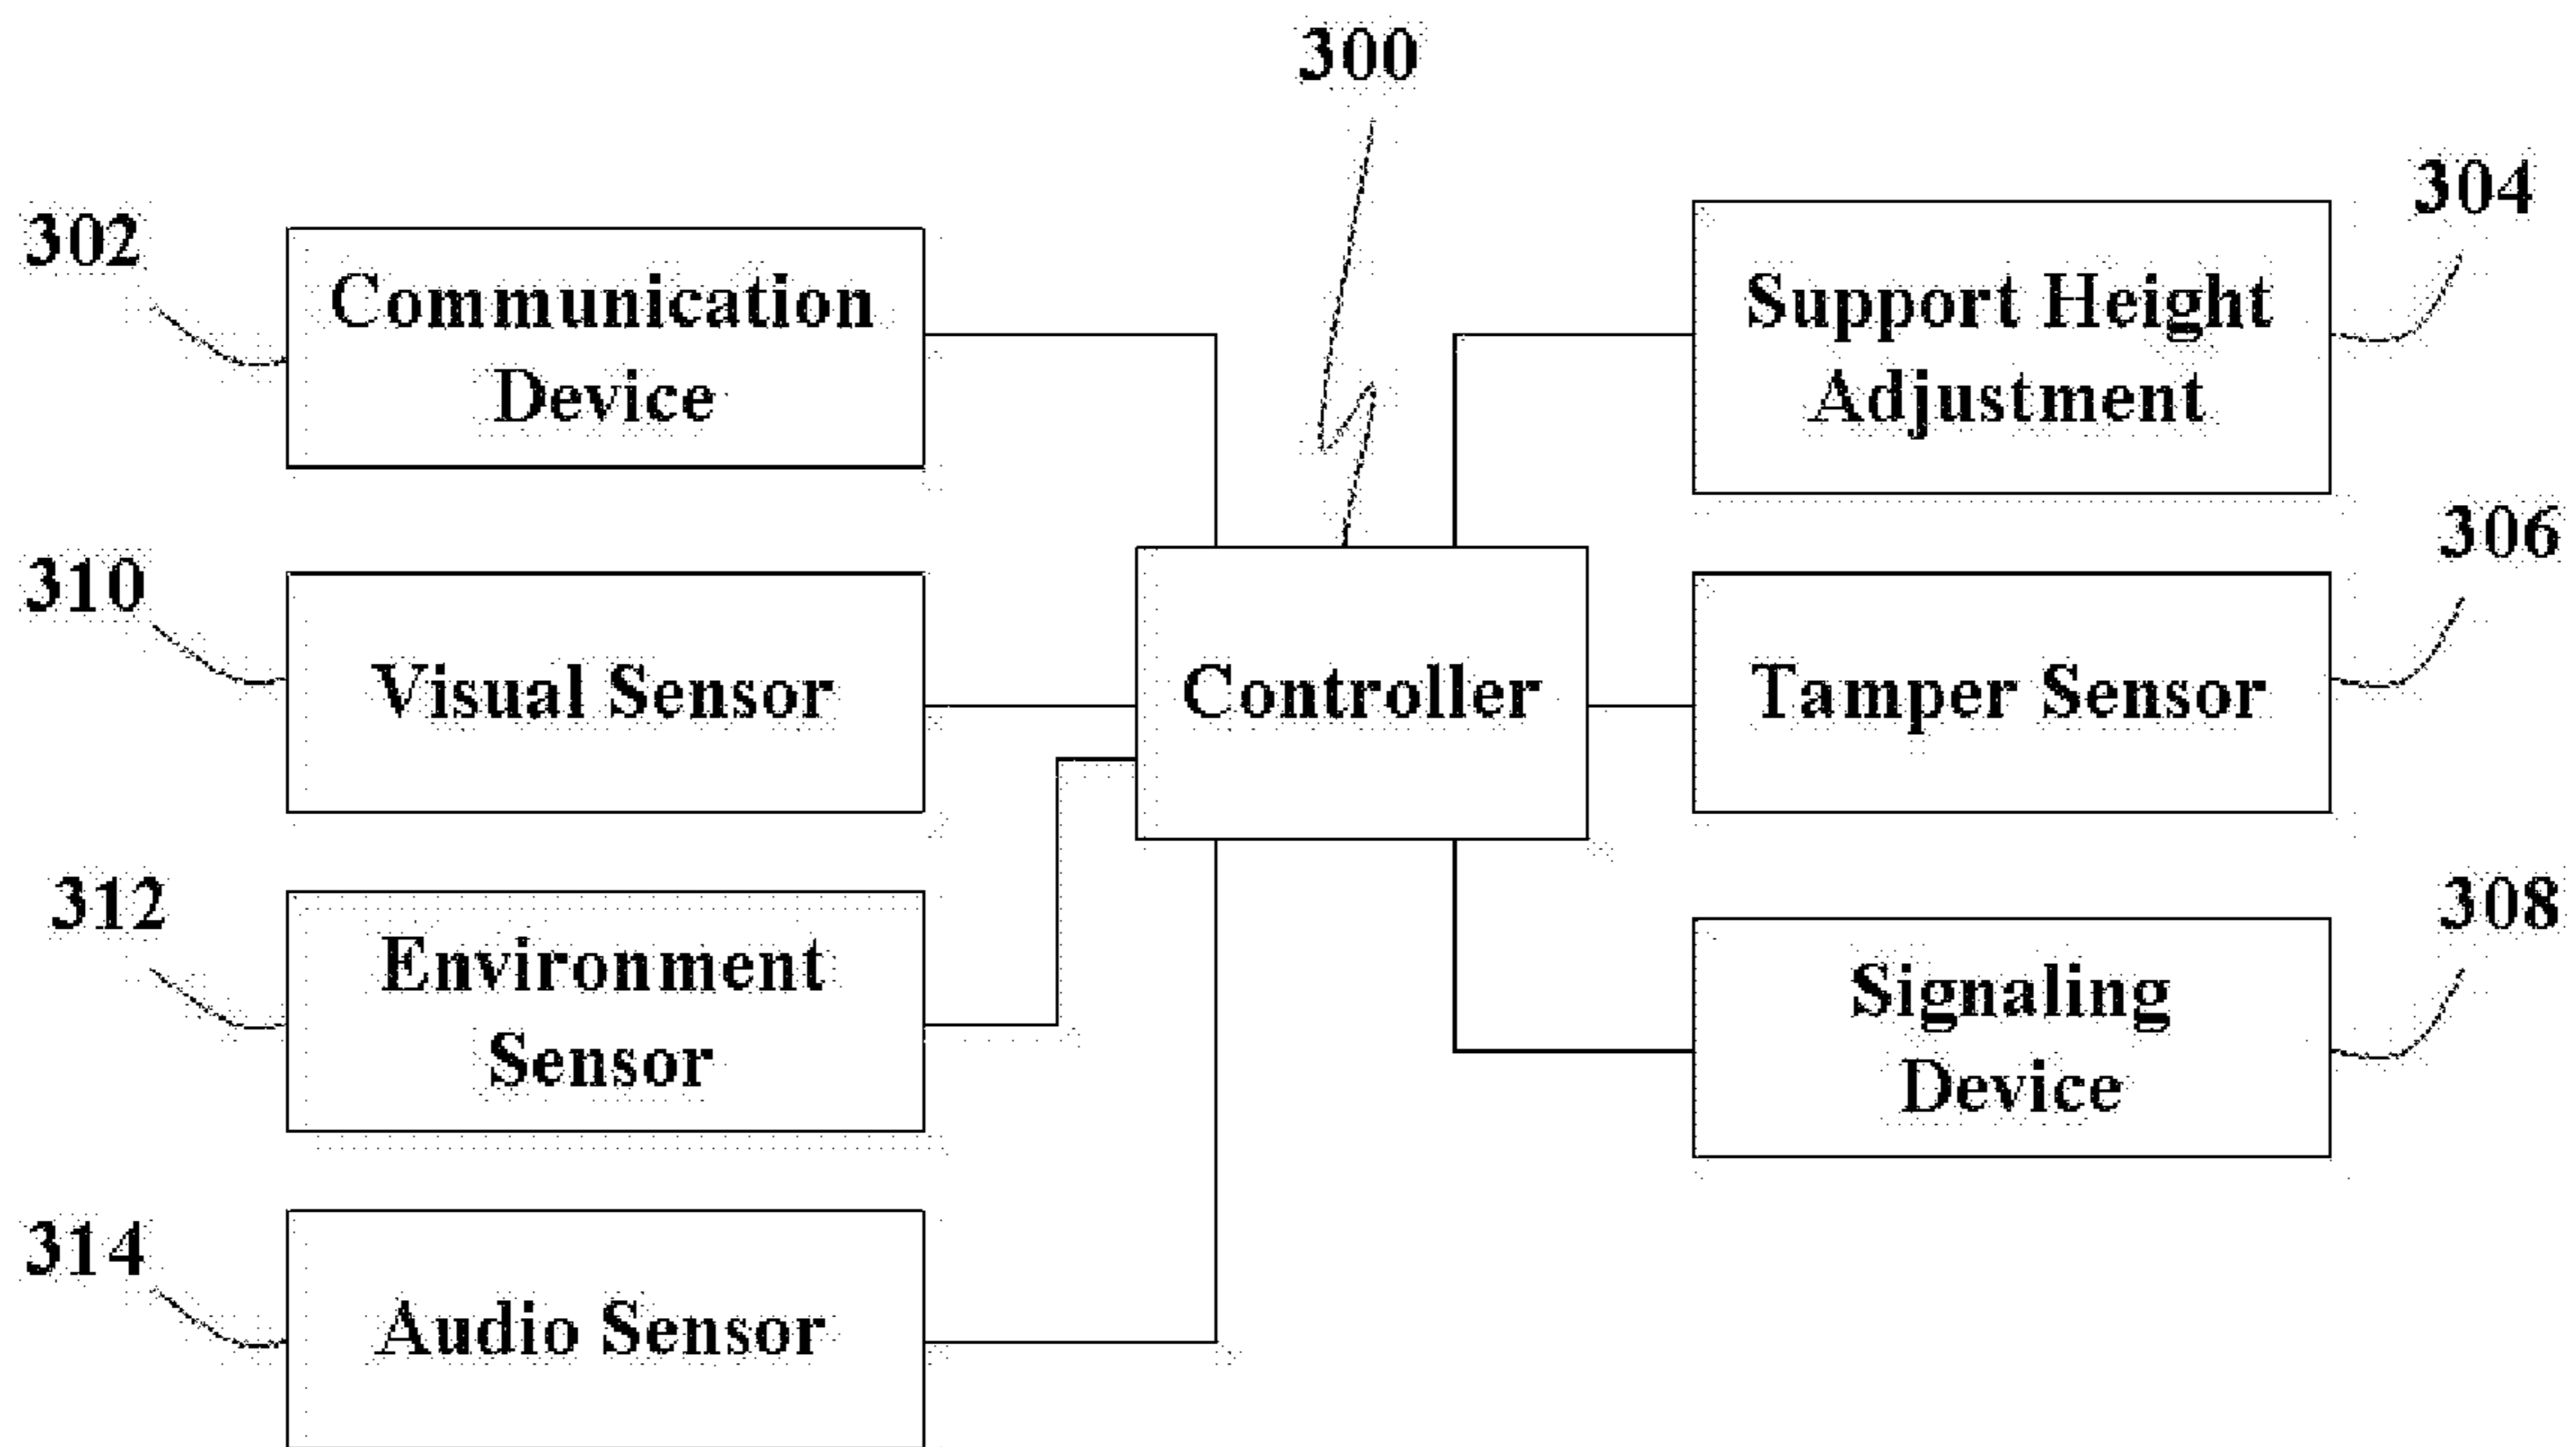 300
302
Communication
Device
304
Support Height
Adjustment
310
Visual Sensor
Controller
306
Tamper Sensor
312
Environment
Sensor
308
Signaling
Device
314
Audio Sensor